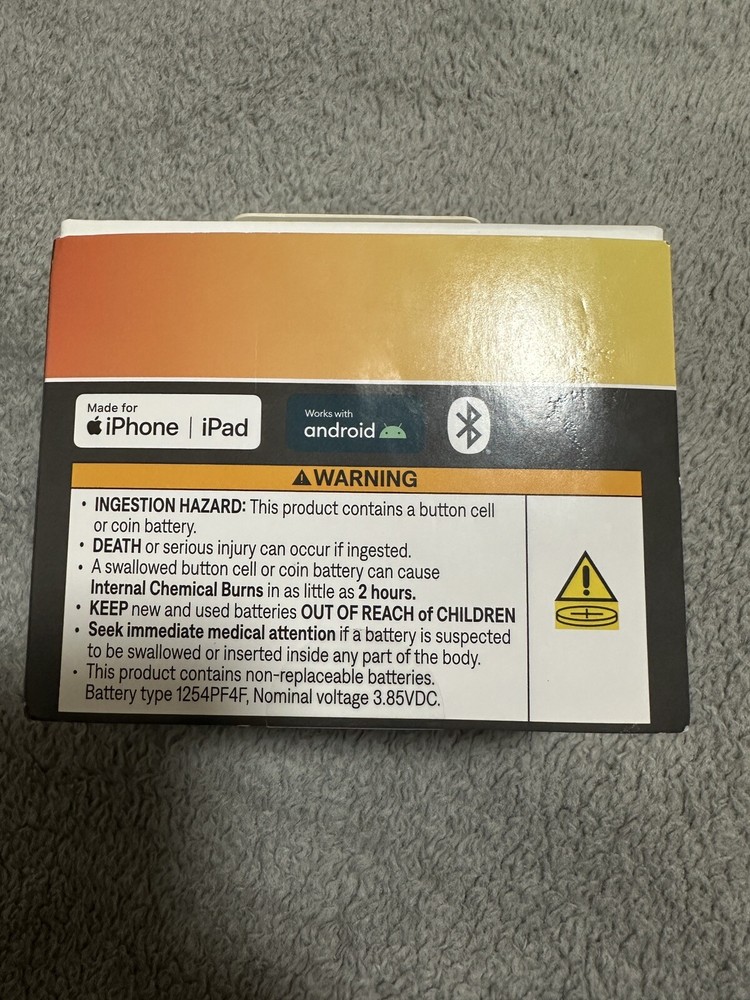 Made for
iPhone | iPad
Works with
android
WARNING
• INGESTION HAZARD: This product contains a button cell
or coin battery.
• DEATH or serious injury can occur if ingested.
• A swallowed button cell or coin battery can cause
Internal Chemical Burns in as little as 2 hours.
• KEEP new and used batteries OUT OF REACH of CHILDREN
• Seek immediate medical attention if a battery is suspected
to be swallowed or inserted inside any part of the body.
• This product contains non-replaceable batteries.
Battery type 1254PF4F, Nominal voltage 3.85VDC.